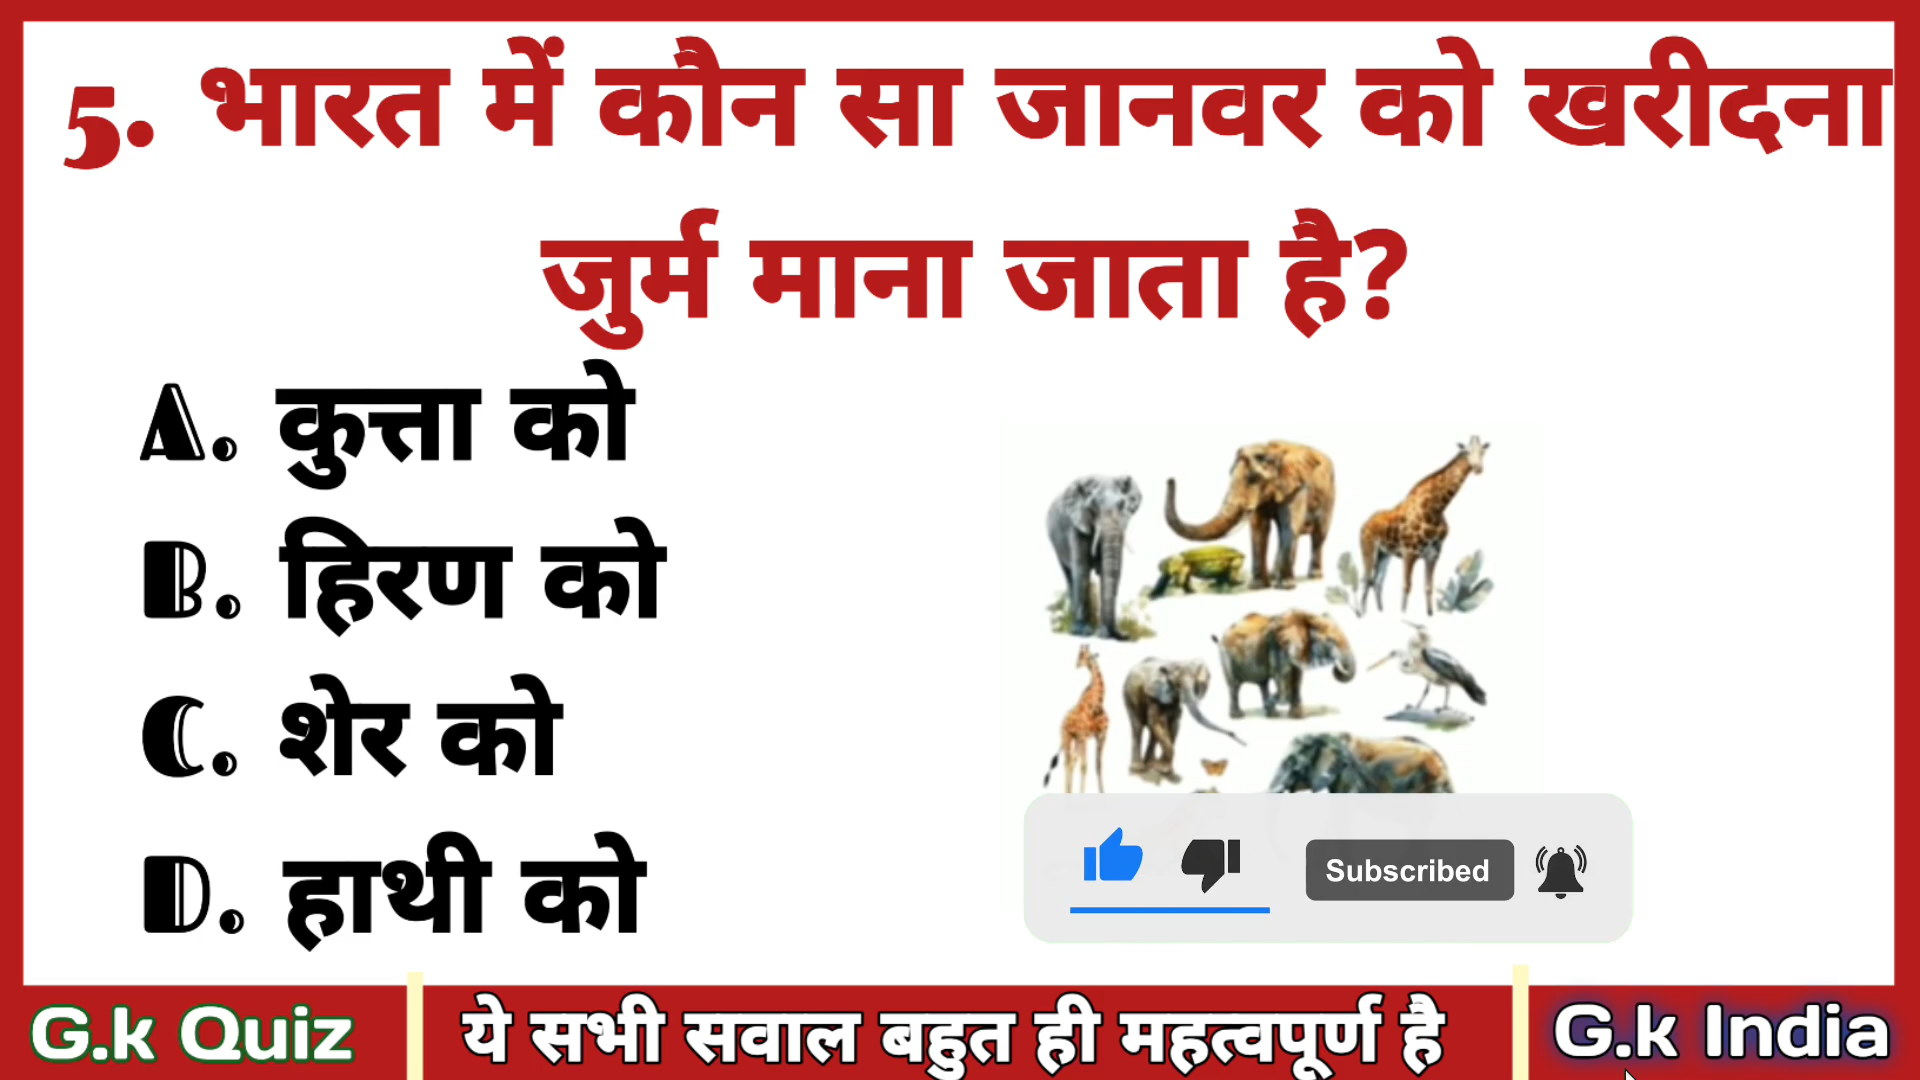 5. भारत में कौन सा जानवर को खरीदना
जुर्म माना जाता है?
A. कुत्ता को
B. हिरण को
C. शेर को
D. हाथी को
Subscribed
G.k Quiz
ये सभी सवाल बहुत ही महत्वपूर्ण है
G.k India